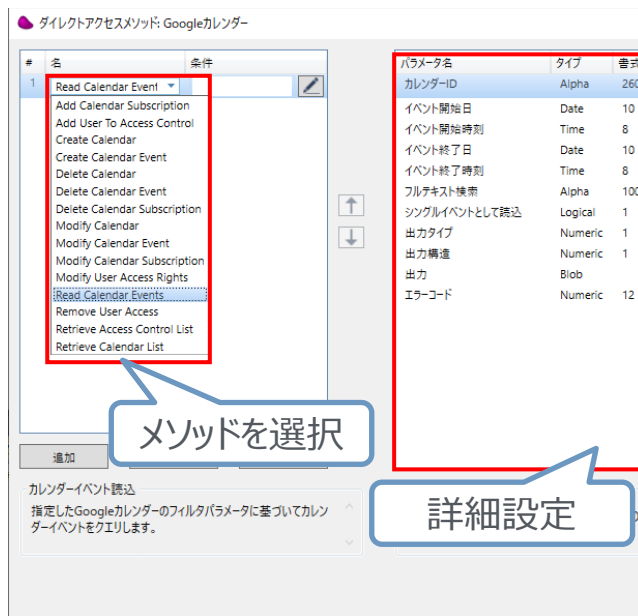 ダイレクトアクセスメソッド: Googleカレンダー
# 名 条件
1 Read Calendar Event
Add Calendar Subscription
Add User To Access Control
Create Calendar
Create Calendar Event
Delete Calendar
Delete Calendar Event
Delete Calendar Subscription
Modify Calendar
Modify Calendar Event
Modify Calendar Subscription
Modify User Access Rights
Read Calendar Events
Remove User Access
Retrieve Access Control List
Retrieve Calendar List
メソッドを選択
追加
カレンダーイベント読込
指定したGoogleカレンダーのフィルタパラメータに基づいてカレン
ダーイベントをクエリします。
パラメータ名 タイプ 書式
カレンダーID Alpha 260
イベント開始日 Date 10
イベント開始時刻 Time 8
イベント終了日 Date 10
イベント終了時刻 Time 8
フルテキスト検索 Alpha 100
シングルイベントとして読込 Logical 1
出力タイプ Numeric 1
出力構造 Numeric 1
出力 Blob
エラーコード Numeric 12
詳細設定